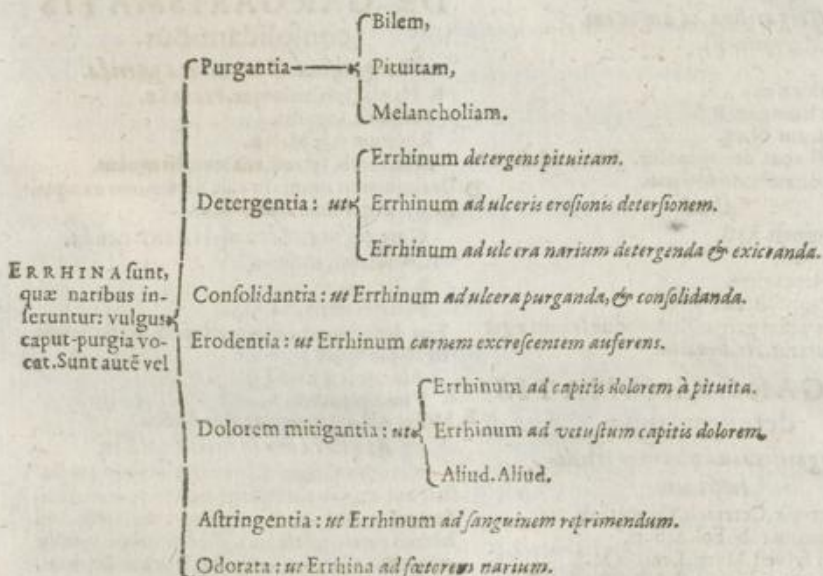 Bilem,
Purgantia
Pituitam,
Melancholiam.
Errhinum detergens pituitam.
Detergentia: ut
Errhinum ad ulceris erosionis detersionem.
Errhinum ad ulcera narium detergenda & exiccanda.
ERRHINA sunt,
quæ naribus in-
seruntur: vulgus
caput-purgia vo-
cat. Sunt autē vel
Consolidantia: ut Errhinum ad ulcera purganda, & consolidanda.
Erodentia: ut Errhinum carnem excrescentem auferens.
Errhinum ad capitis dolorem à pituita.
Dolorem mitigantia: ut
Errhinum ad vetustum capitis dolorem.
Aliud. Aliud.
Astringentia: ut Errhinum ad sanguinem reprimendum.
Odorata: ut Errhina ad fœtorem narium.